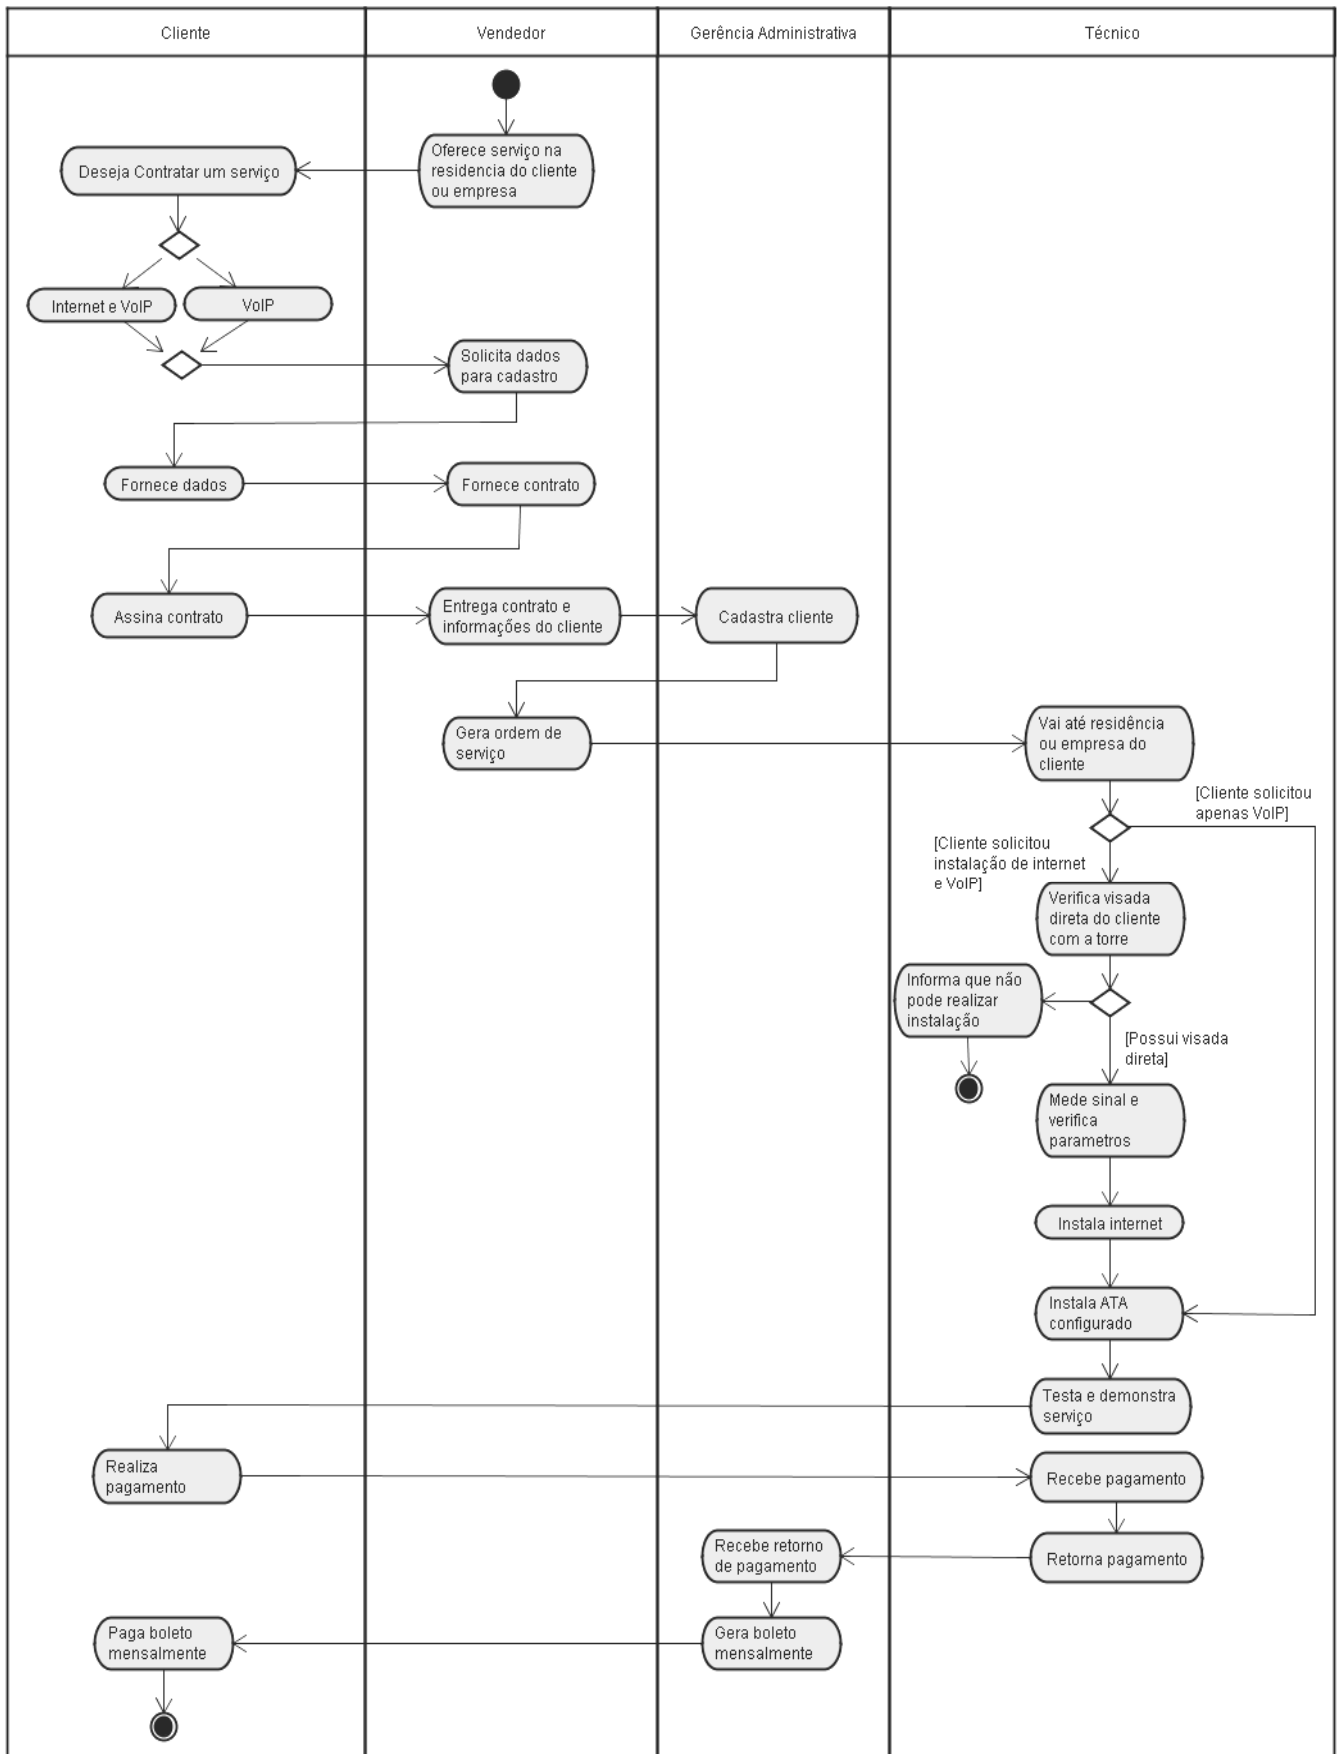 Cliente
Vendedor
Gerência Administrativa
Técnico
Oferece serviço na
residencia do cliente
ou empresa
Deseja Contratar um serviço
Internet e VoIP
VoIP
Solicita dados
para cadastro
Fornece dados
Fornece contrato
Assina contrato
Entrega contrato e
informações do cliente
Cadastra cliente
Gera ordem de
serviço
Vai até residência
ou empresa do
cliente
[Cliente solicitou
apenas VoIP]
[Cliente solicitou
instalação de internet
e VoIP]
Verifica visada
direta do cliente
com a torre
Informa que não
pode realizar
instalação
[Possui visada
direta]
Mede sinal e
verifica
parametros
Instala internet
Instala ATA
configurado
Testa e demonstra
serviço
Realiza
pagamento
Recebe pagamento
Retorna pagamento
Recebe retorno
de pagamento
Gera boleto
mensalmente
Paga boleto
mensalmente